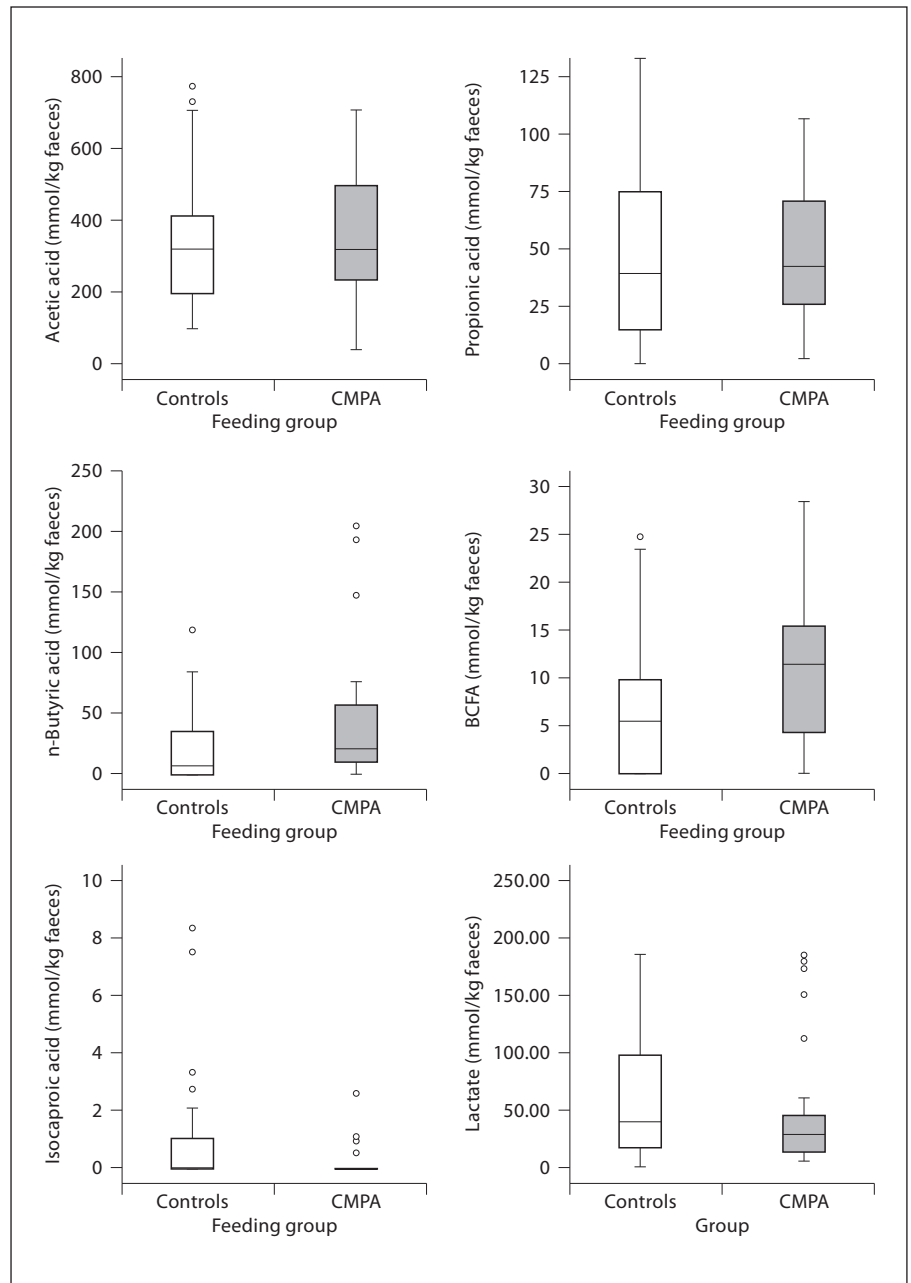 Acetic acid (mmol/kg faeces)
800
600
400
200
0
Controls CMPA
Feeding group
Propionic acid (mmol/kg faeces)
125
100
75
50
25
0
Controls CMPA
Feeding group
n-Butyric acid (mmol/kg faeces)
250
200
150
100
50
0
Controls CMPA
Feeding group
BCFA (mmol/kg faeces)
30
25
20
15
10
5
0
Controls CMPA
Feeding group
Isocaproic acid (mmol/kg faeces)
10
8
6
4
2
0
Controls CMPA
Feeding group
Lactate (mmol/kg faeces)
250.00
200.00
150.00
100.00
50.00
0
Controls CMPA
Group